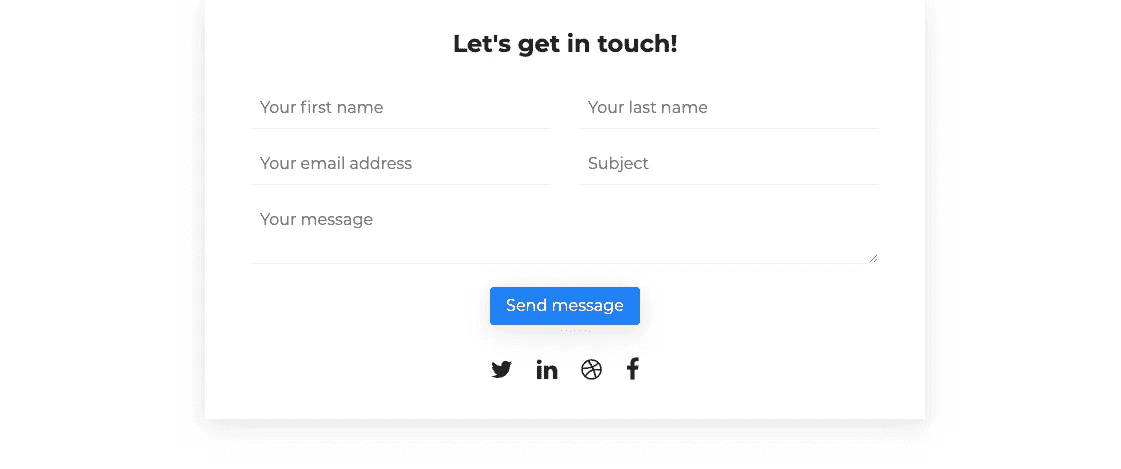 Let's get in touch!
Your first name
Your last name
Your email address
Subject
Your message
Send message